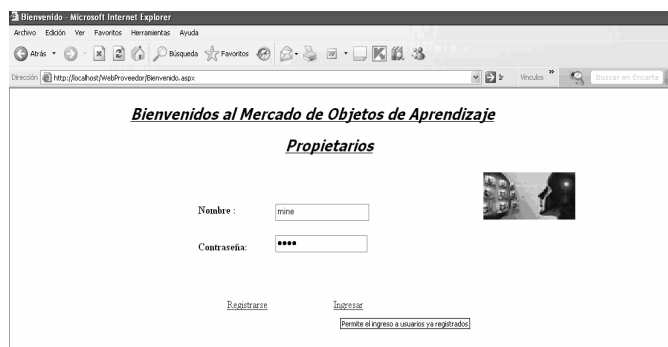 Bienvenido - Microsoft Internet Explorer
Archivo Edición Ver Favoritos Herramientas Ayuda
Atrás Búsqueda Favoritos
Dirección http://localhost/WebProveedor/Bienvenido.aspx Ir Vínculos » Buscar en Encarta
Bienvenidos al Mercado de Objetos de Aprendizaje
Propietarios
Nombre : mine
Contraseña: ••••
Registrarse Ingresar
Permite el ingreso a usuarios ya registrados